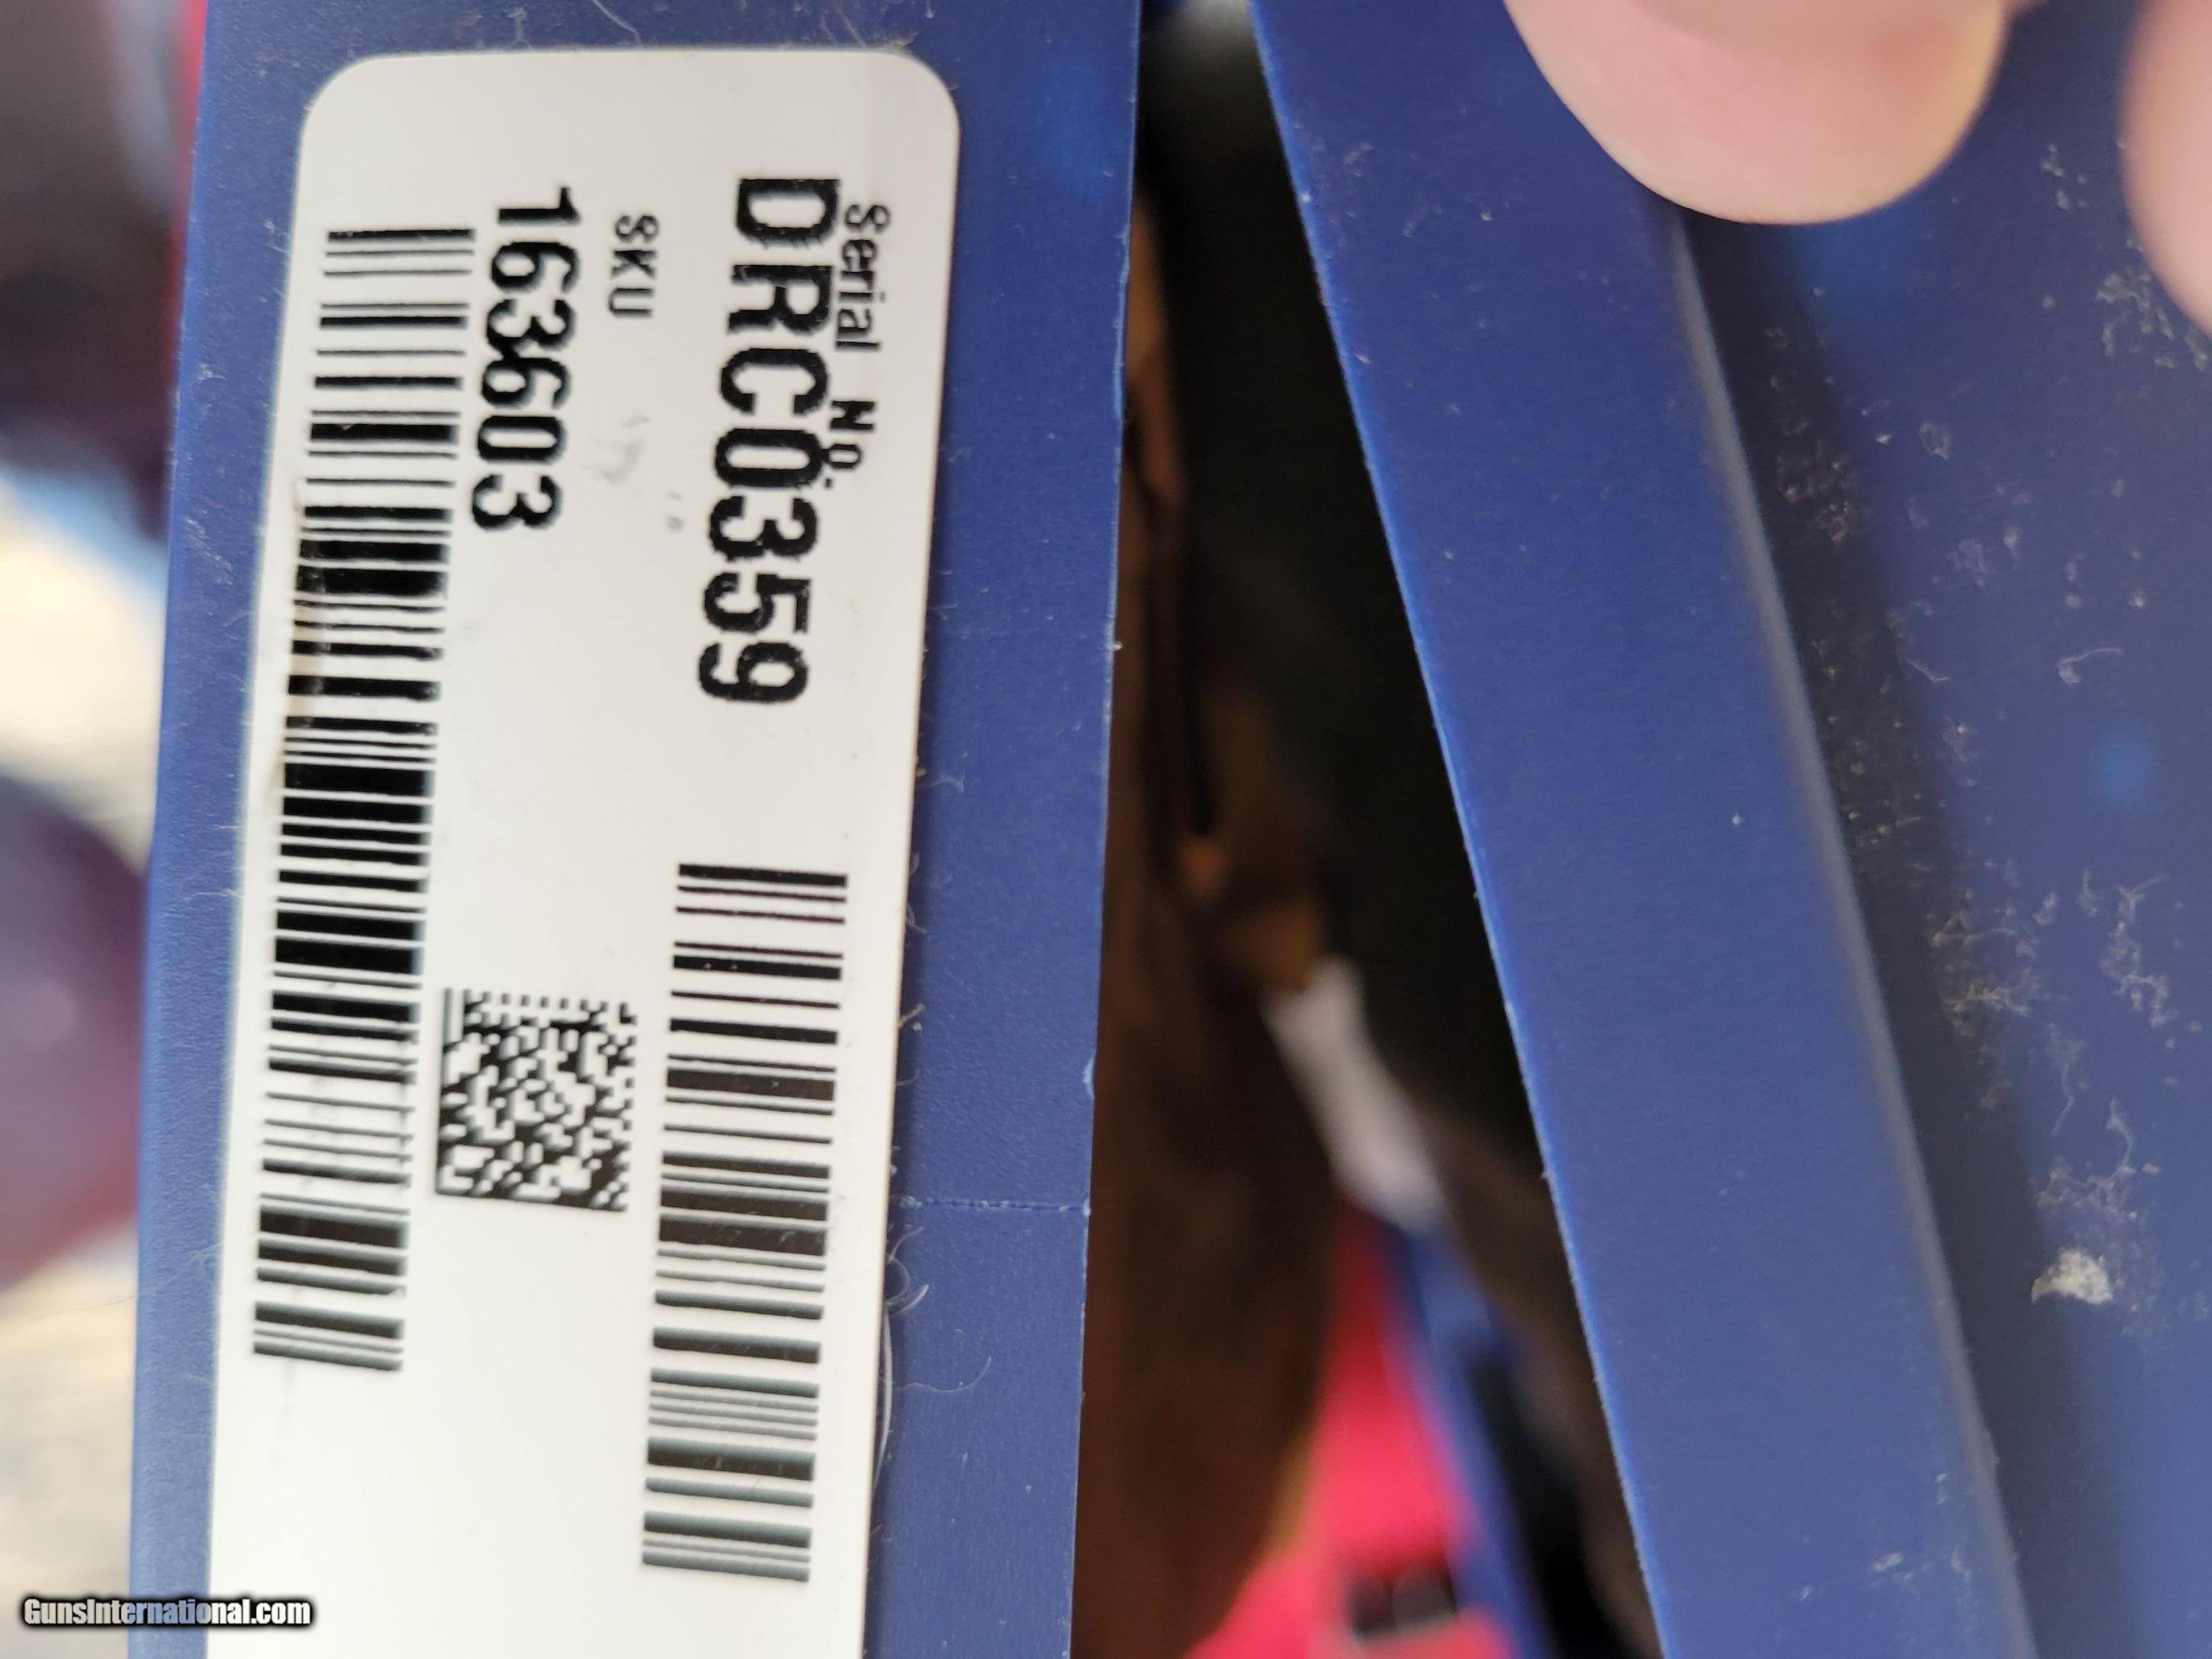 Serial No.
DRC0359
SKU
163603
GunsInternational.com